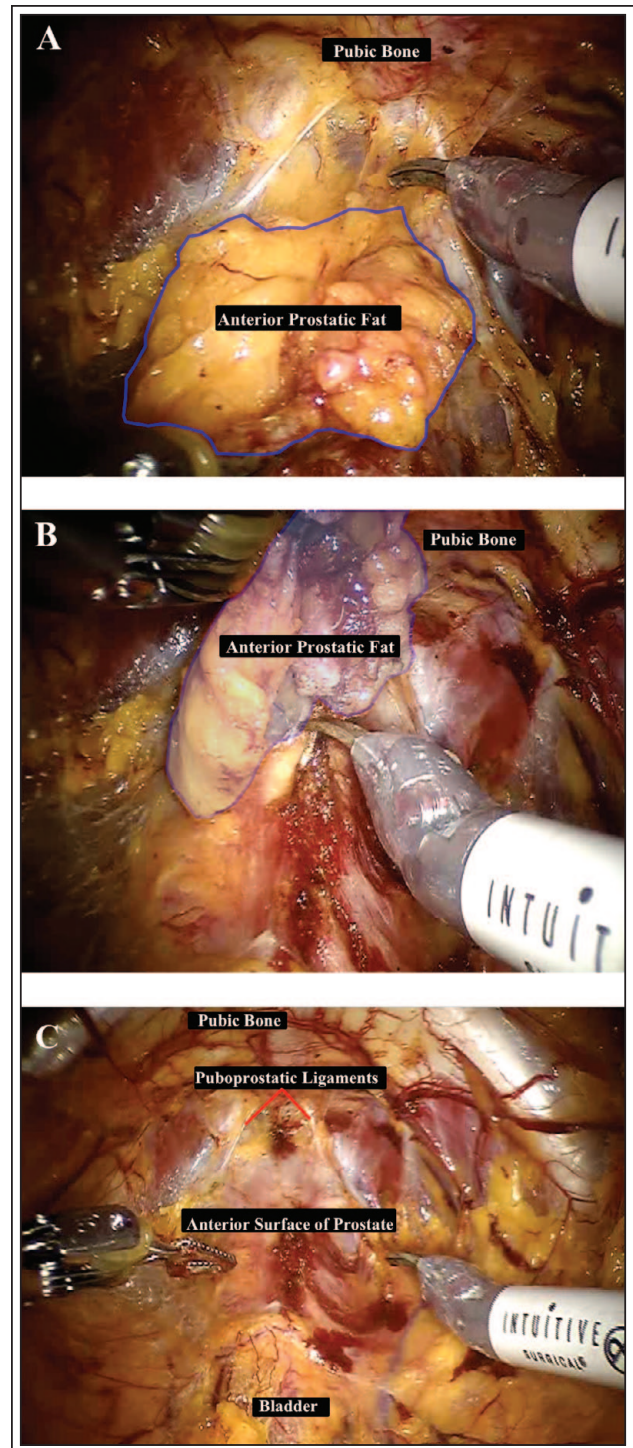 A
Pubic Bone
Anterior Prostatic Fat
I
B
Pubic Bone
Anterior Prostatic Fat
INTUIT
C
Pubic Bone
Puboprostatic Ligaments
Anterior Surface of Prostate
INTUITIVE
SURGICAL®
Bladder